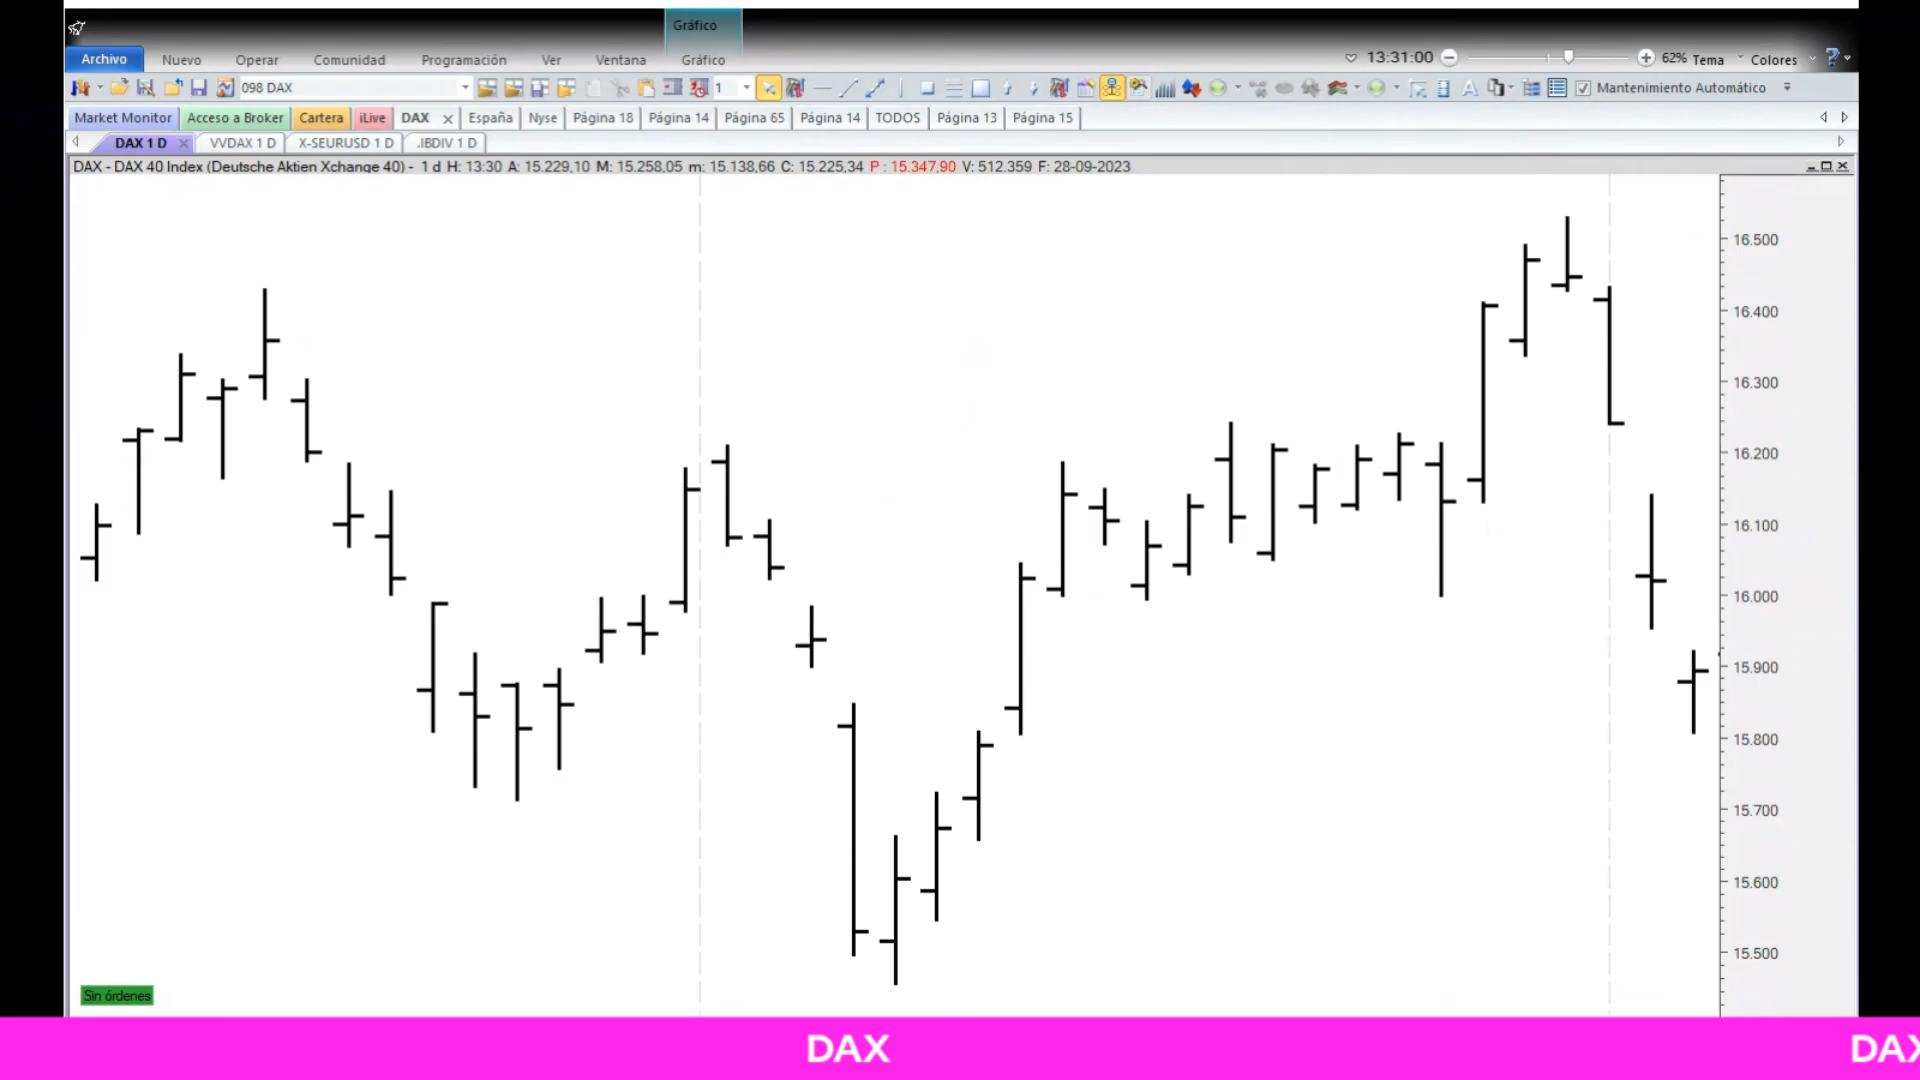 Gráfico
Archivo Nuevo Operar Comunidad Programación Ver Ventana Gráfico 13:31:00 62% Tema Colores
098 DAX 1 A Mantenimiento Automático
Market Monitor Acceso a Broker Cartera iLive DAX España Nyse Página 18 Página 14 Página 65 Página 14 TODOS Página 13 Página 15
DAX 1 D VVDAX 1 D X-SEURUSD 1 D .IBDIV 1 D
DAX - DAX 40 Index (Deutsche Aktien Xchange 40) - 1 d H: 13:30 A: 15.229,10 M: 15.258,05 m: 15.138,66 C: 15.225,34 P : 15.347,90 V: 512.359 F: 28-09-2023
16.500
16.400
16.300
16.200
16.100
16.000
15.900
15.800
15.700
15.600
15.500
Sin órdenes
DAX DAX